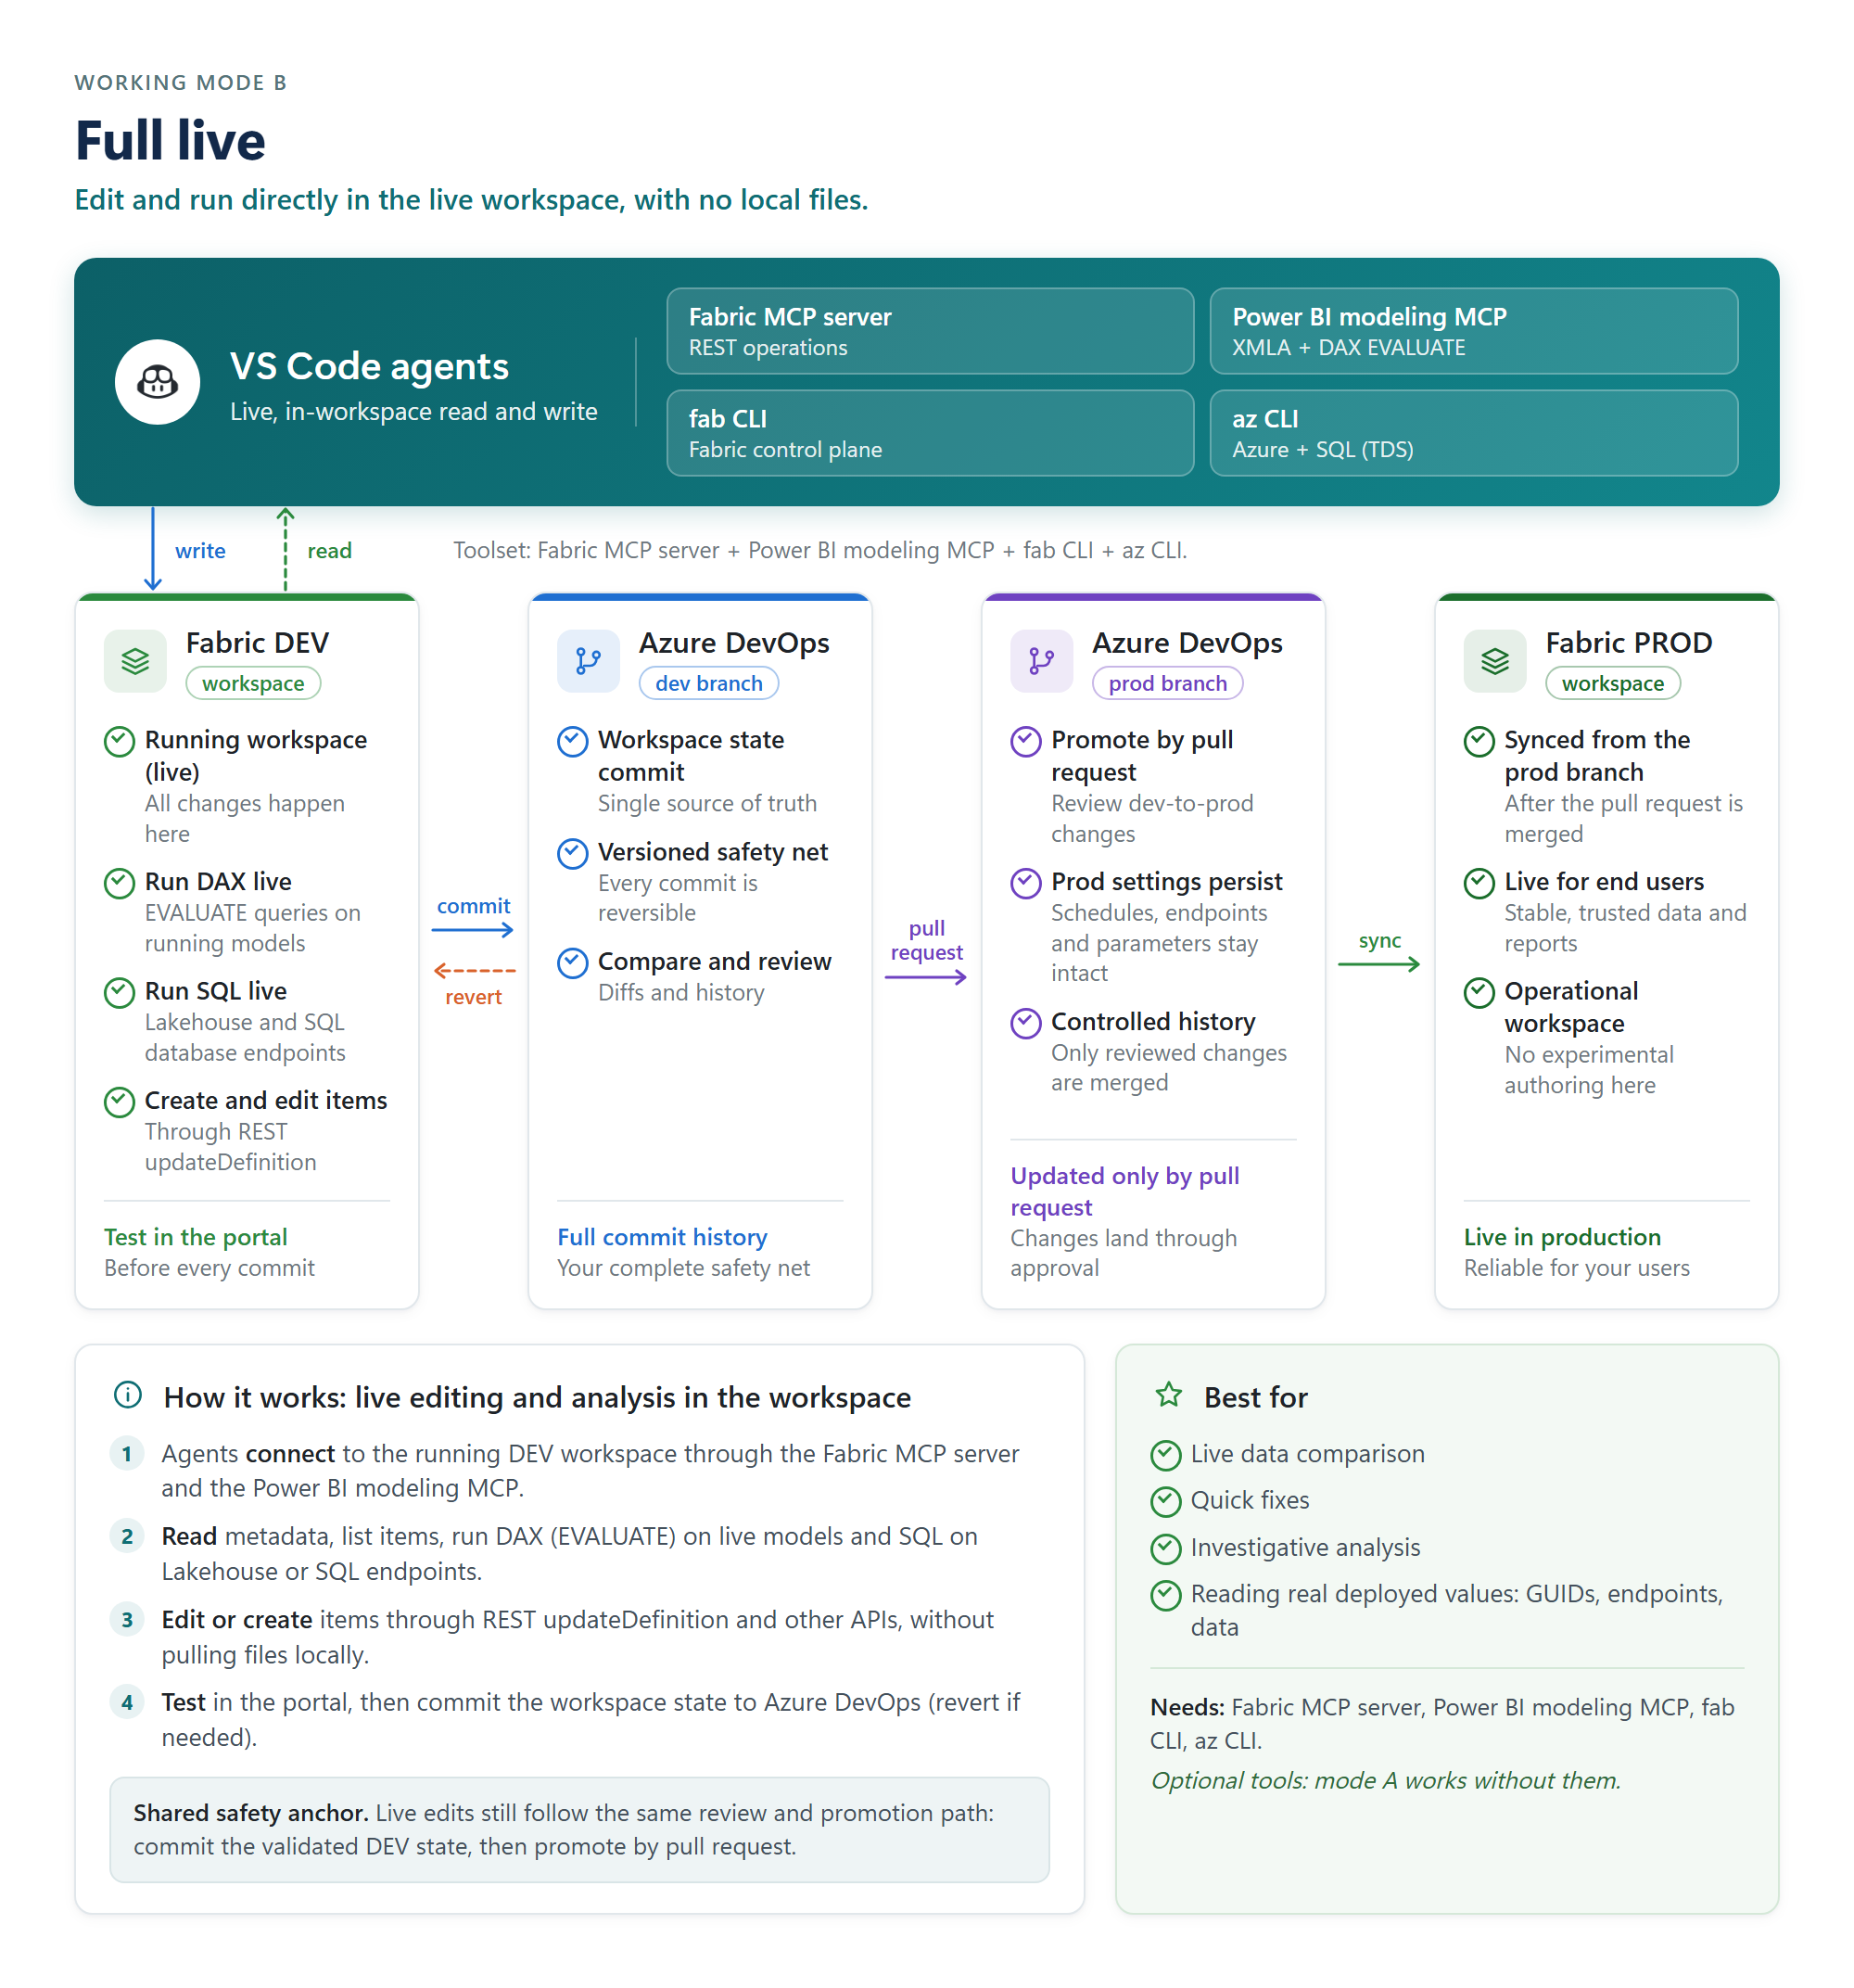 WORKING MODE B
Full live
Edit and run directly in the live workspace, with no local files.
VS Code agents
Live, in-workspace read and write
Fabric MCP server
REST operations
Power BI modeling MCP
XMLA + DAX EVALUATE
fab CLI
Fabric control plane
az CLI
Azure + SQL (TDS)
write
read
Toolset: Fabric MCP server + Power BI modeling MCP + fab CLI + az CLI.
Fabric DEV
workspace
Running workspace
(live)
All changes happen
here
Run DAX live
EVALUATE queries on
running models
Run SQL live
Lakehouse and SQL
database endpoints
Create and edit items
Through REST
updateDefinition
Test in the portal
Before every commit
commit
revert
Azure DevOps
dev branch
Workspace state
commit
Single source of truth
Versioned safety net
Every commit is
reversible
Compare and review
Diffs and history
Full commit history
Your complete safety net
pull
request
Azure DevOps
prod branch
Promote by pull
request
Review dev-to-prod
changes
Prod settings persist
Schedules, endpoints
and parameters stay
intact
Controlled history
Only reviewed changes
are merged
Updated only by pull
request
Changes land through
approval
sync
Fabric PROD
workspace
Synced from the
prod branch
After the pull request is
merged
Live for end users
Stable, trusted data and
reports
Operational
workspace
No experimental
authoring here
Live in production
Reliable for your users
How it works: live editing and analysis in the workspace
1 Agents connect to the running DEV workspace through the Fabric MCP server
and the Power BI modeling MCP.
2 Read metadata, list items, run DAX (EVALUATE) on live models and SQL on
Lakehouse or SQL endpoints.
3 Edit or create items through REST updateDefinition and other APIs, without
pulling files locally.
4 Test in the portal, then commit the workspace state to Azure DevOps (revert if
needed).
Shared safety anchor. Live edits still follow the same review and promotion path:
commit the validated DEV state, then promote by pull request.
Best for
Live data comparison
Quick fixes
Investigative analysis
Reading real deployed values: GUIDs, endpoints,
data
Needs: Fabric MCP server, Power BI modeling MCP, fab
CLI, az CLI.
Optional tools: mode A works without them.